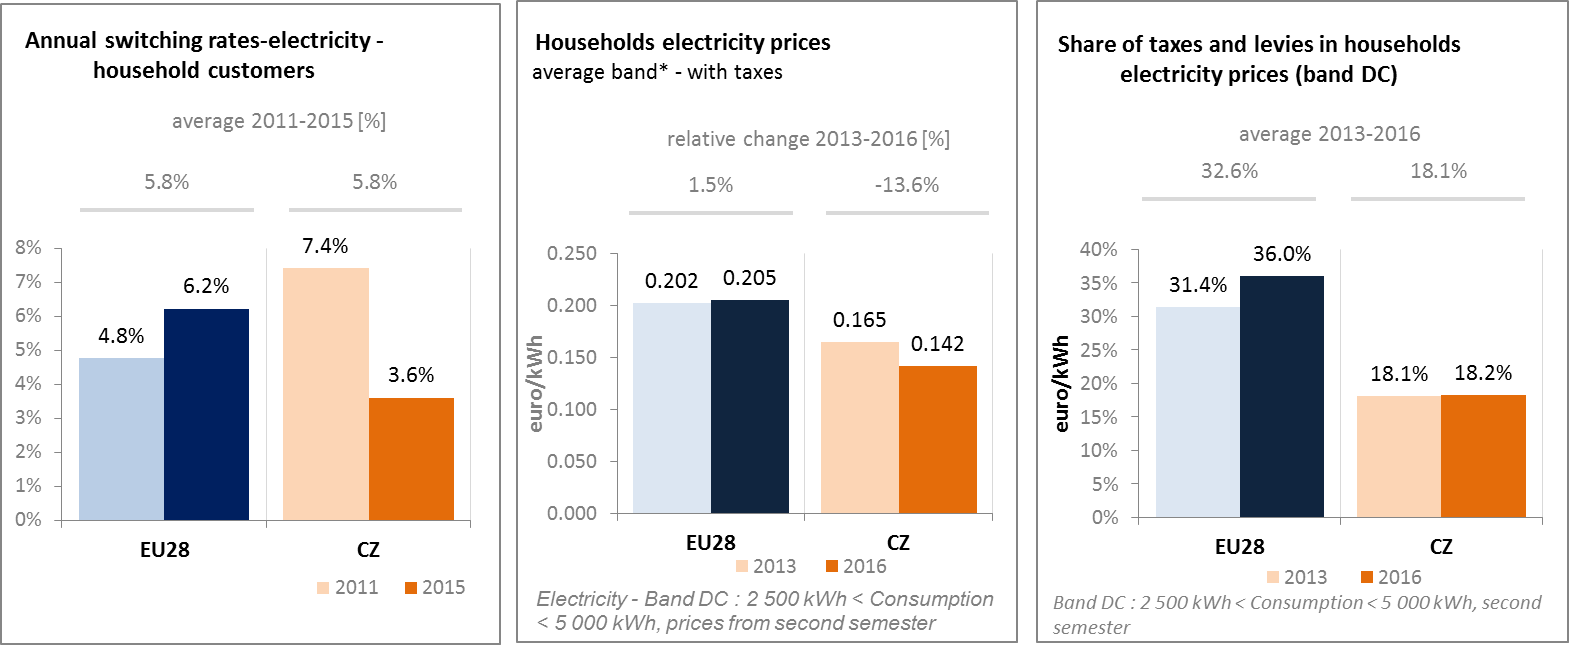 Annual switching rates-electricity -
household customers
average 2011-2015 [%]
5.8%
5.8%
8%
7%
6%
5%
4%
3%
2%
1%
0%
4.8%
6.2%
7.4%
3.6%
EU28
CZ
2011
2015
Households electricity prices
average band* - with taxes
relative change 2013-2016 [%]
1.5%
-13.6%
euro/kWh
0.250
0.200
0.150
0.100
0.050
0.000
0.202
0.205
0.165
0.142
EU28
CZ
2013
2016
Electricity - Band DC : 2 500 kWh < Consumption
< 5 000 kWh, prices from second semester
Share of taxes and levies in households
electricity prices (band DC)
average 2013-2016
32.6%
18.1%
euro/kWh
40%
35%
30%
25%
20%
15%
10%
5%
0%
31.4%
36.0%
18.1%
18.2%
EU28
CZ
2013
2016
Band DC : 2 500 kWh < Consumption < 5 000 kWh, second
semester